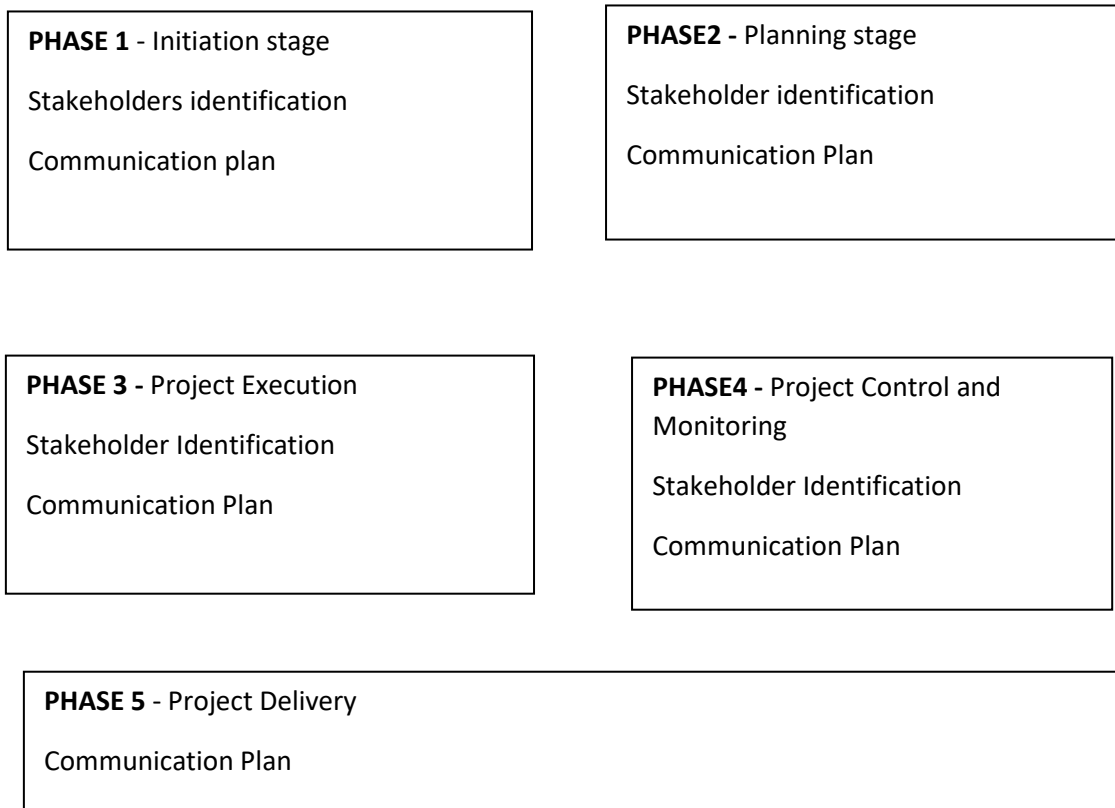 PHASE 1 - Initiation stage
Stakeholders identification
Communication plan
PHASE2 - Planning stage
Stakeholder identification
Communication Plan
PHASE 3 - Project Execution
Stakeholder Identification
Communication Plan
PHASE4 - Project Control and
Monitoring
Stakeholder Identification
Communication Plan
PHASE 5 - Project Delivery
Communication Plan